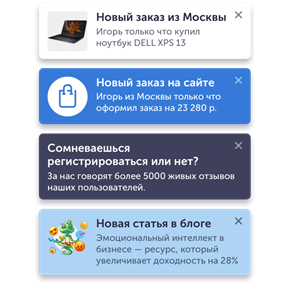 Новый заказ из Москвы
Игорь только что купил
ноутбук DELL XPS 13
Новый заказ на сайте
Игорь из Москвы только что
оформил заказ на 23 280 р.
Сомневаешься
регистрироваться или нет?
За нас говорят более 5000 живых отзывов
наших пользователей.
Новая статья в блоге
Эмоциональный интеллект в
бизнесе — ресурс, который
увеличивает доходность на 28%